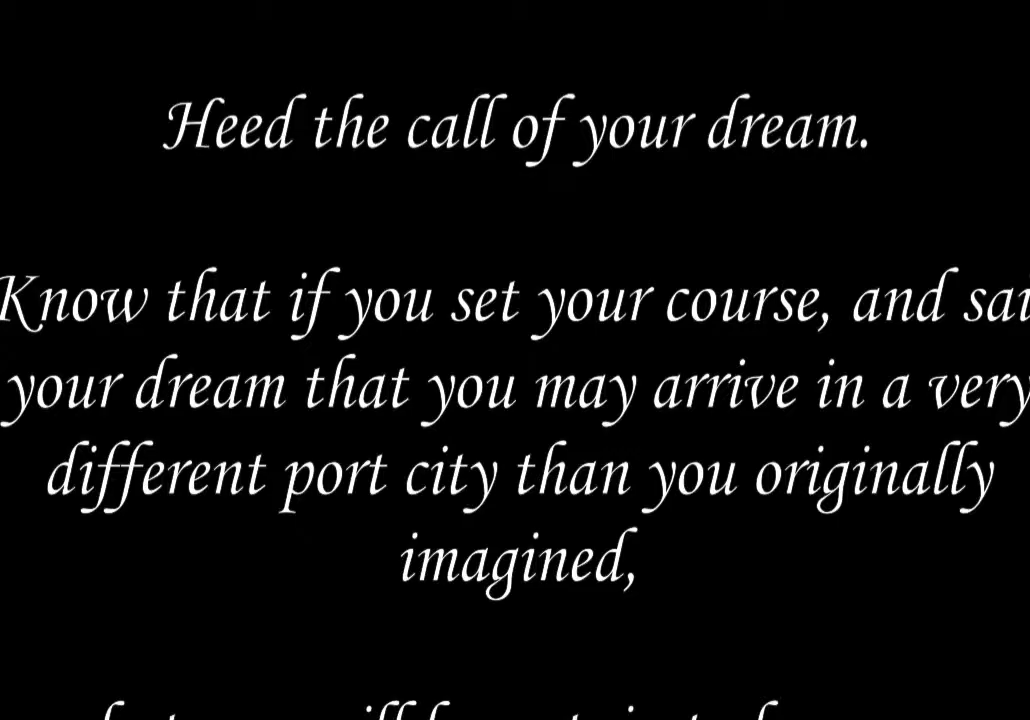 Heed the call of your dream.
Know that if you set your course, and sai
your dream that you may arrive in a very
different port city than you originally
imagined,